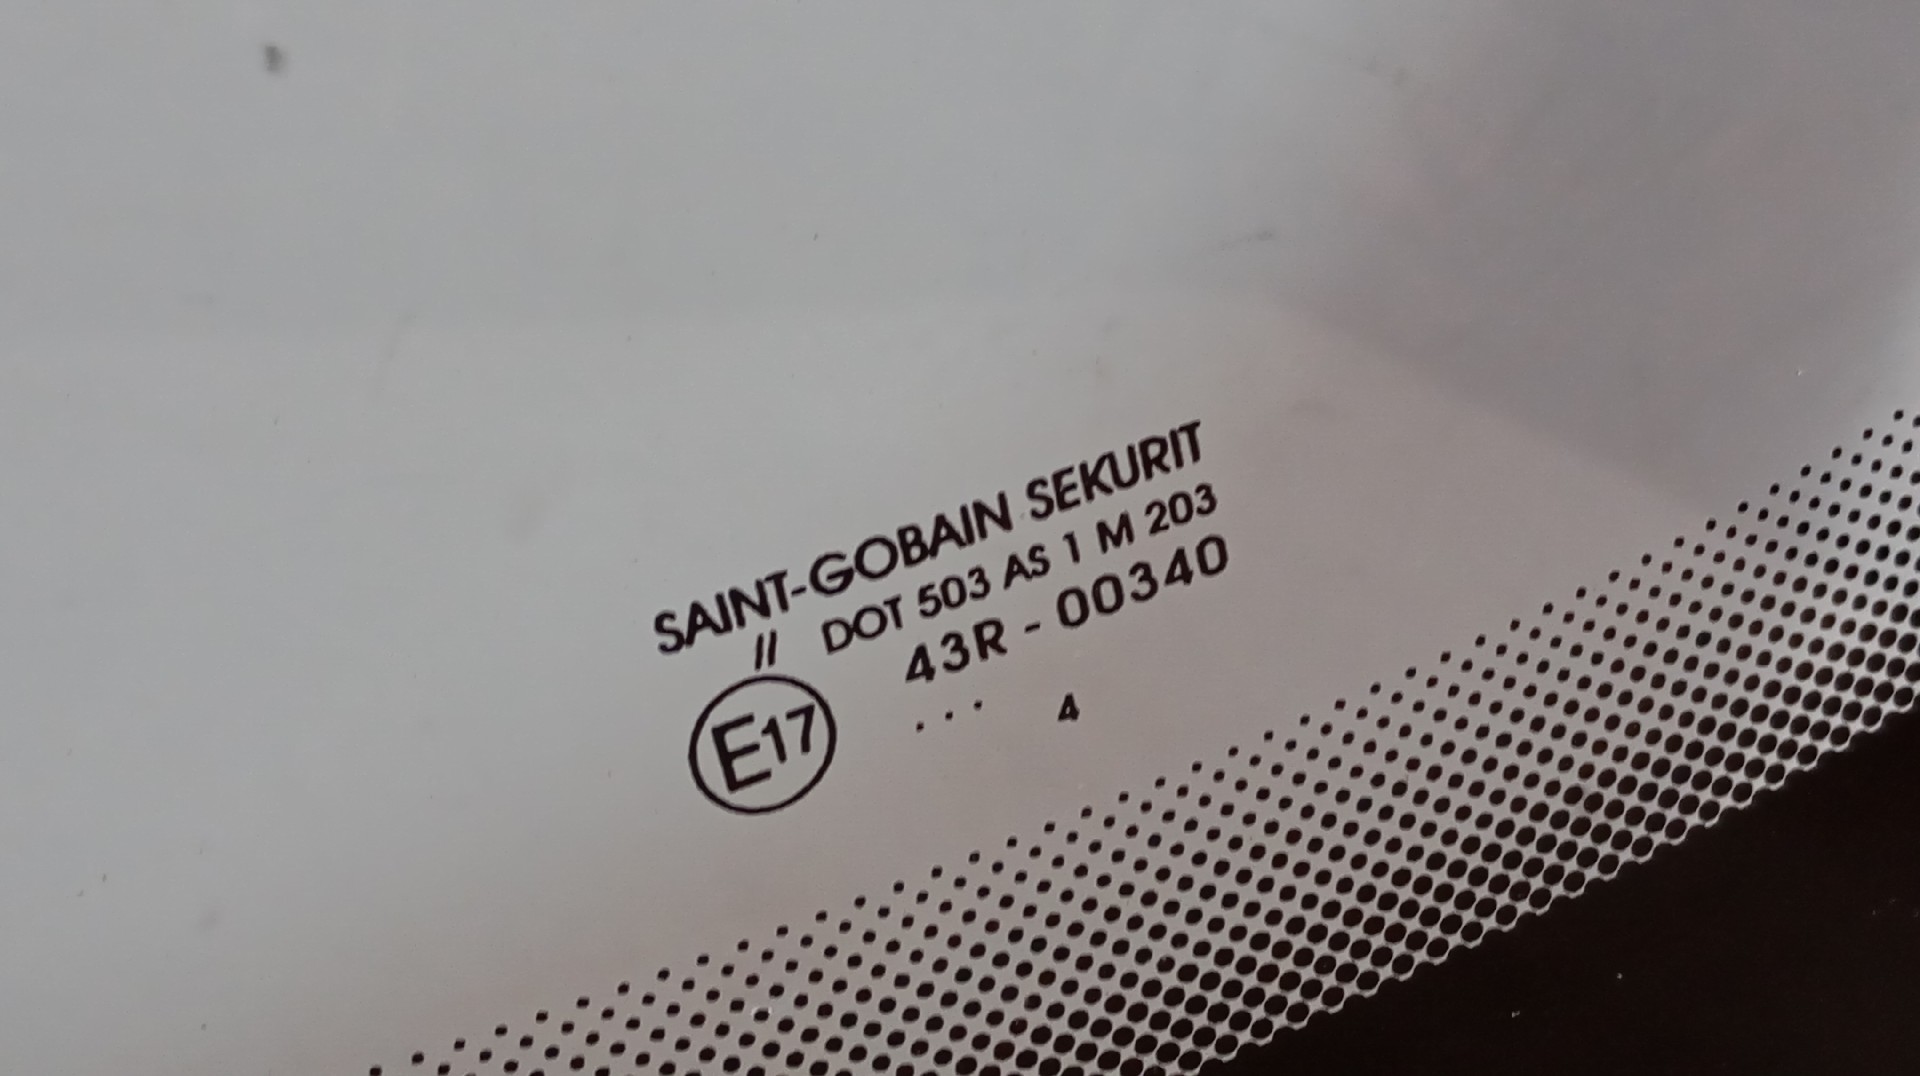 SAINT-GOBAIN SEKURIT
II DOT 503 AS 1 M 203
43R - 00340
E17 ... 4